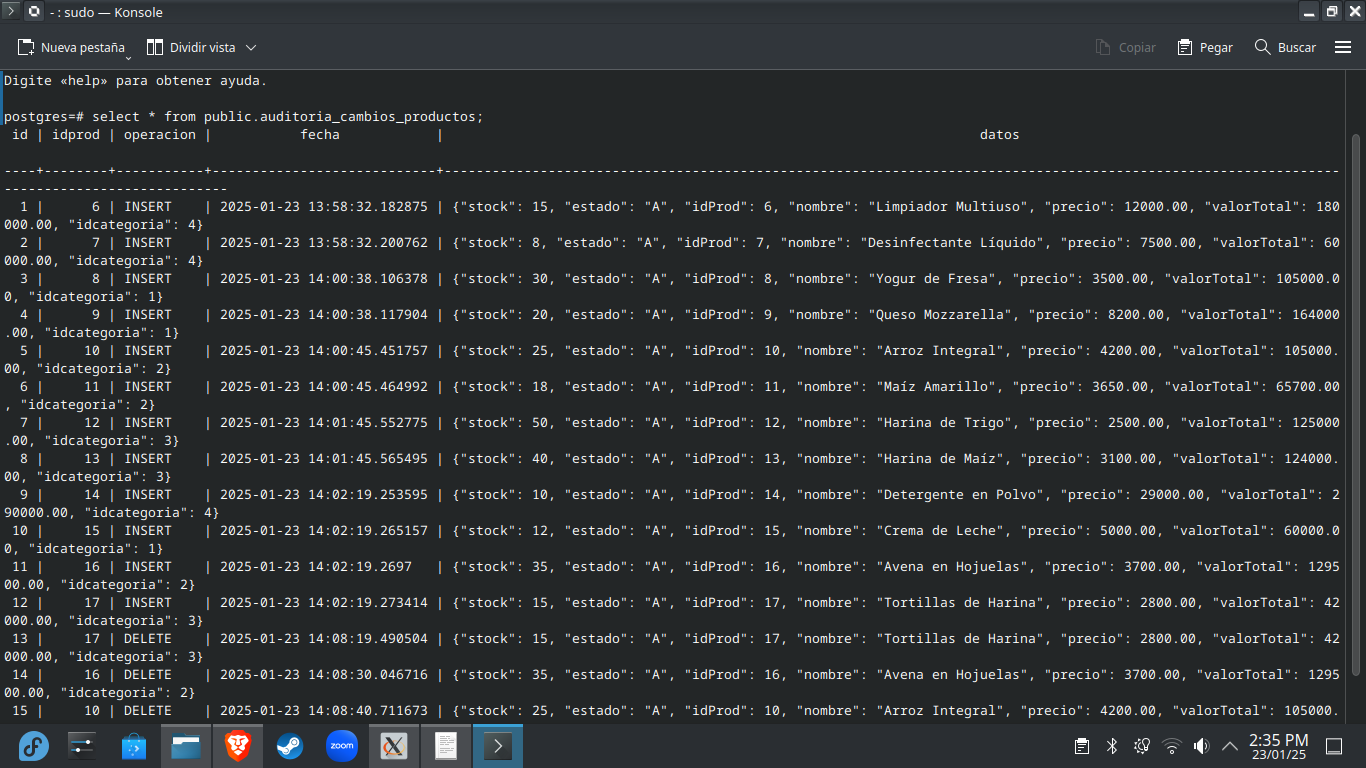 - : sudo — Konsole
Nueva pestaña
Dividir vista
Copiar
Pegar
Buscar
Digite «help» para obtener ayuda.
postgres=# select * from public.auditoria_cambios_productos;
 id | idprod | operacion |           fecha            |                                                                   datos
----+--------+-----------+----------------------------+----------------------------------------------------------------------------------------------------------------
----------------------------
  1 |      6 | INSERT    | 2025-01-23 13:58:32.182875 | {"stock": 15, "estado": "A", "idProd": 6, "nombre": "Limpiador Multiuso", "precio": 12000.00, "valorTotal": 180
000.00, "idcategoria": 4}
  2 |      7 | INSERT    | 2025-01-23 13:58:32.200762 | {"stock": 8, "estado": "A", "idProd": 7, "nombre": "Desinfectante Líquido", "precio": 7500.00, "valorTotal": 60
000.00, "idcategoria": 4}
  3 |      8 | INSERT    | 2025-01-23 14:00:38.106378 | {"stock": 30, "estado": "A", "idProd": 8, "nombre": "Yogur de Fresa", "precio": 3500.00, "valorTotal": 105000.0
0, "idcategoria": 1}
  4 |      9 | INSERT    | 2025-01-23 14:00:38.117904 | {"stock": 20, "estado": "A", "idProd": 9, "nombre": "Queso Mozzarella", "precio": 8200.00, "valorTotal": 164000
.00, "idcategoria": 1}
  5 |     10 | INSERT    | 2025-01-23 14:00:45.451757 | {"stock": 25, "estado": "A", "idProd": 10, "nombre": "Arroz Integral", "precio": 4200.00, "valorTotal": 105000.
00, "idcategoria": 2}
  6 |     11 | INSERT    | 2025-01-23 14:00:45.464992 | {"stock": 18, "estado": "A", "idProd": 11, "nombre": "Maíz Amarillo", "precio": 3650.00, "valorTotal": 65700.00
, "idcategoria": 2}
  7 |     12 | INSERT    | 2025-01-23 14:01:45.552775 | {"stock": 50, "estado": "A", "idProd": 12, "nombre": "Harina de Trigo", "precio": 2500.00, "valorTotal": 125000
.00, "idcategoria": 3}
  8 |     13 | INSERT    | 2025-01-23 14:01:45.565495 | {"stock": 40, "estado": "A", "idProd": 13, "nombre": "Harina de Maíz", "precio": 3100.00, "valorTotal": 124000.
00, "idcategoria": 3}
  9 |     14 | INSERT    | 2025-01-23 14:02:19.253595 | {"stock": 10, "estado": "A", "idProd": 14, "nombre": "Detergente en Polvo", "precio": 29000.00, "valorTotal": 2
90000.00, "idcategoria": 4}
 10 |     15 | INSERT    | 2025-01-23 14:02:19.265157 | {"stock": 12, "estado": "A", "idProd": 15, "nombre": "Crema de Leche", "precio": 5000.00, "valorTotal": 60000.0
0, "idcategoria": 1}
 11 |     16 | INSERT    | 2025-01-23 14:02:19.2697   | {"stock": 35, "estado": "A", "idProd": 16, "nombre": "Avena en Hojuelas", "precio": 3700.00, "valorTotal": 1295
00.00, "idcategoria": 2}
 12 |     17 | INSERT    | 2025-01-23 14:02:19.273414 | {"stock": 15, "estado": "A", "idProd": 17, "nombre": "Tortillas de Harina", "precio": 2800.00, "valorTotal": 42
000.00, "idcategoria": 3}
 13 |     17 | DELETE    | 2025-01-23 14:08:19.490504 | {"stock": 15, "estado": "A", "idProd": 17, "nombre": "Tortillas de Harina", "precio": 2800.00, "valorTotal": 42
000.00, "idcategoria": 3}
 14 |     16 | DELETE    | 2025-01-23 14:08:30.046716 | {"stock": 35, "estado": "A", "idProd": 16, "nombre": "Avena en Hojuelas", "precio": 3700.00, "valorTotal": 1295
00.00, "idcategoria": 2}
 15 |     10 | DELETE    | 2025-01-23 14:08:40.711673 | {"stock": 25, "estado": "A", "idProd": 10, "nombre": "Arroz Integral", "precio": 4200.00, "valorTotal": 105000.
zoom
2:35 PM
23/01/25